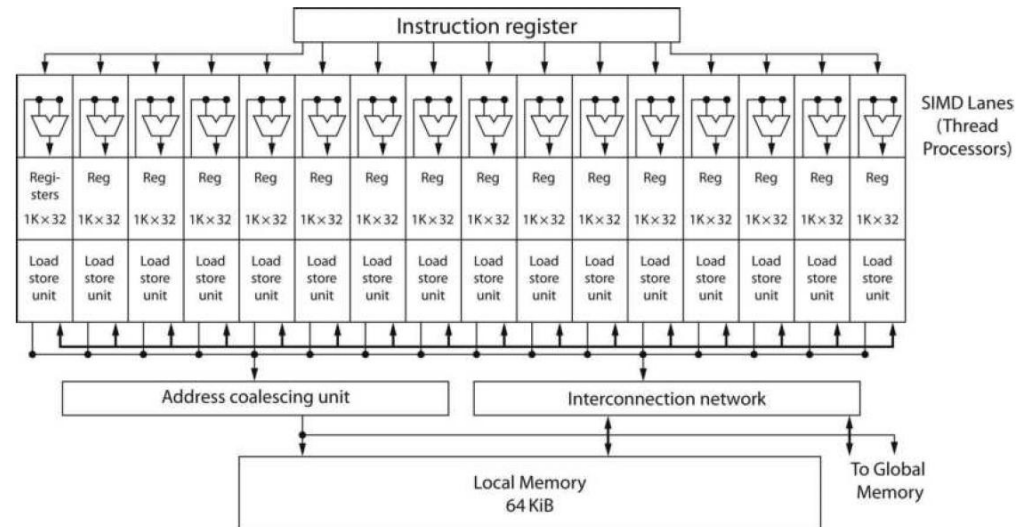 Instruction register
SIMD Lanes
(Thread
Processors)
Regi- Reg Reg Reg Reg Reg Reg Reg Reg Reg Reg Reg Reg Reg Reg Reg
sters
1K×32 1K×32 1K×32 1K×32 1K×32 1K×32 1K×32 1K×32 1K×32 1K×32 1K×32 1K×32 1K×32 1K×32 1K×32 1K×32
Load Load Load Load Load Load Load Load Load Load Load Load Load Load Load Load
store store store store store store store store store store store store store store store store
unit unit unit unit unit unit unit unit unit unit unit unit unit unit unit unit
Address coalescing unit
Interconnection network
Local Memory
64 KiB
To Global
Memory